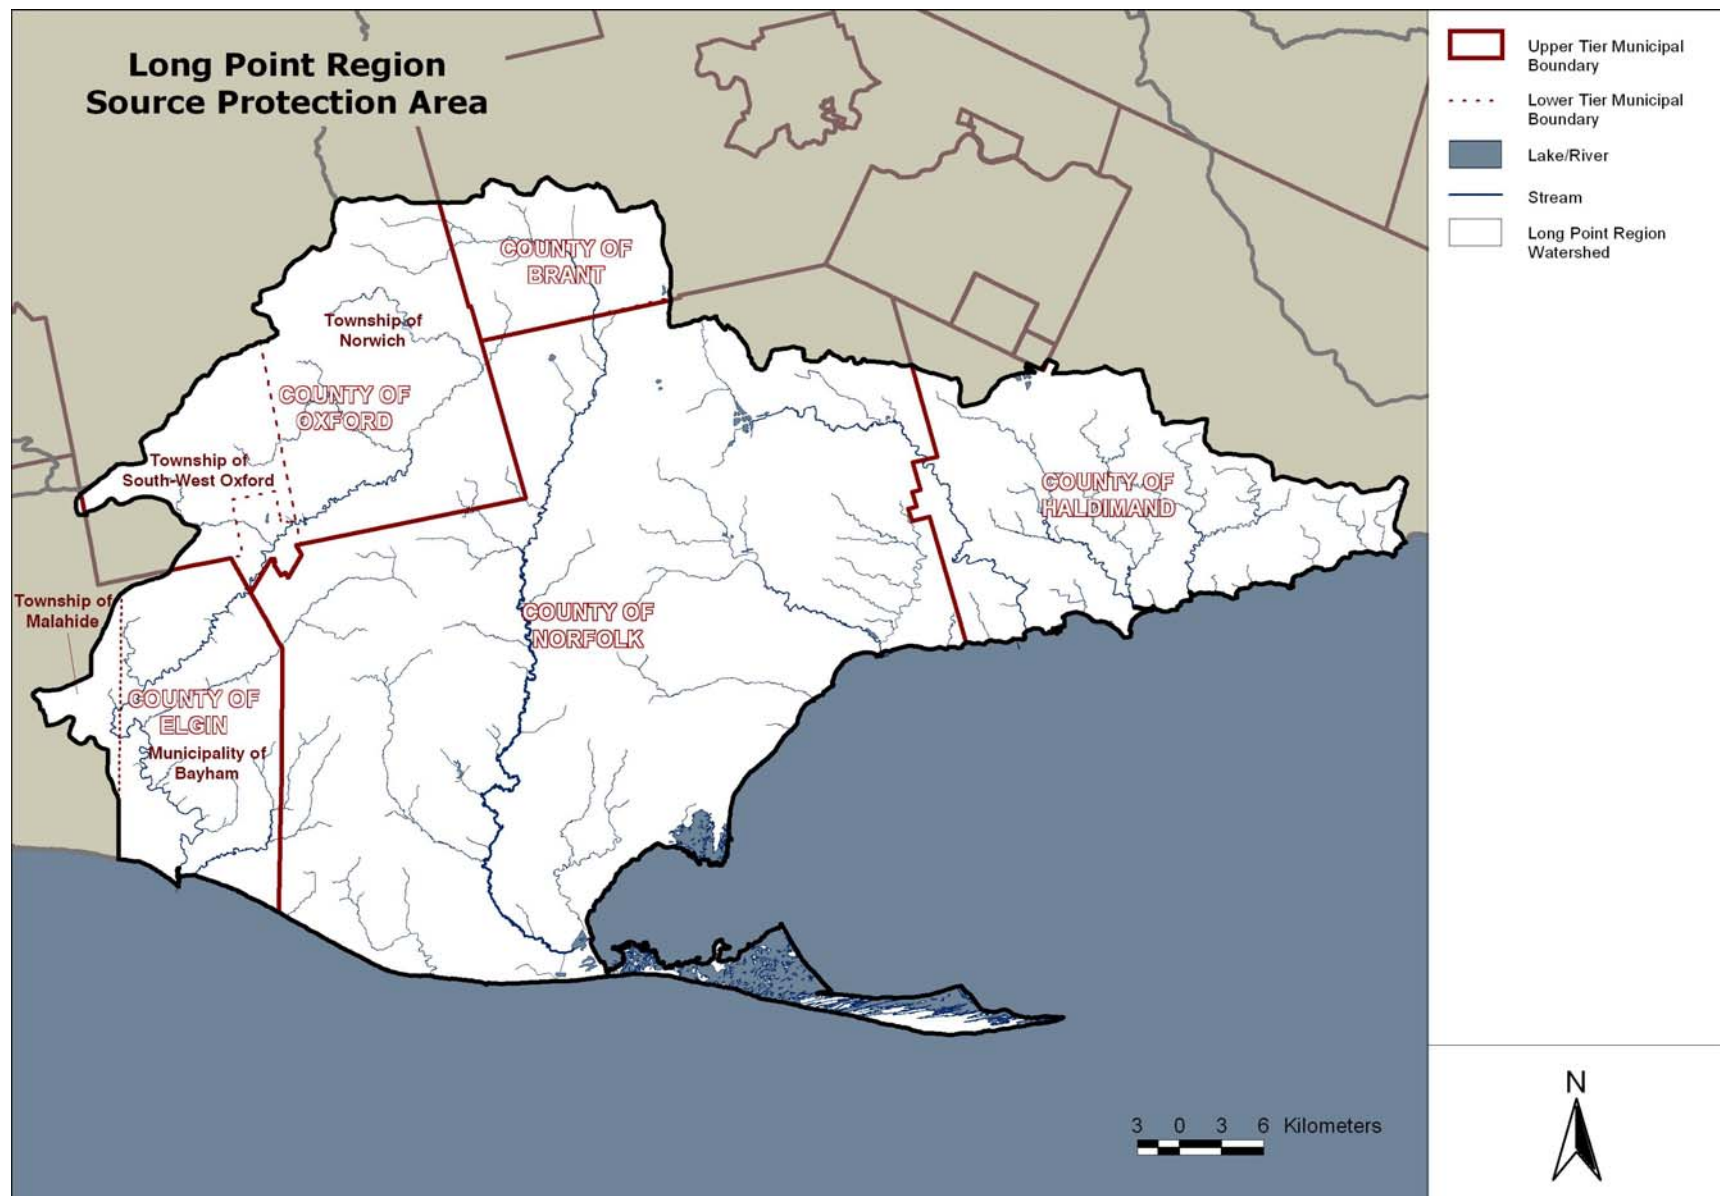 Long Point Region
Source Protection Area
COUNTY OF
BRANT
Township of
Norwich
COUNTY OF
OXFORD
Township of
South-West Oxford
COUNTY OF
HALDIMAND
Township of
Malahide
COUNTY OF
NORFOLK
COUNTY OF
ELGIN
Municipality of
Bayham
Upper Tier Municipal
Boundary
Lower Tier Municipal
Boundary
Lake/River
Stream
Long Point Region
Watershed
N
3 0 3 6 Kilometers